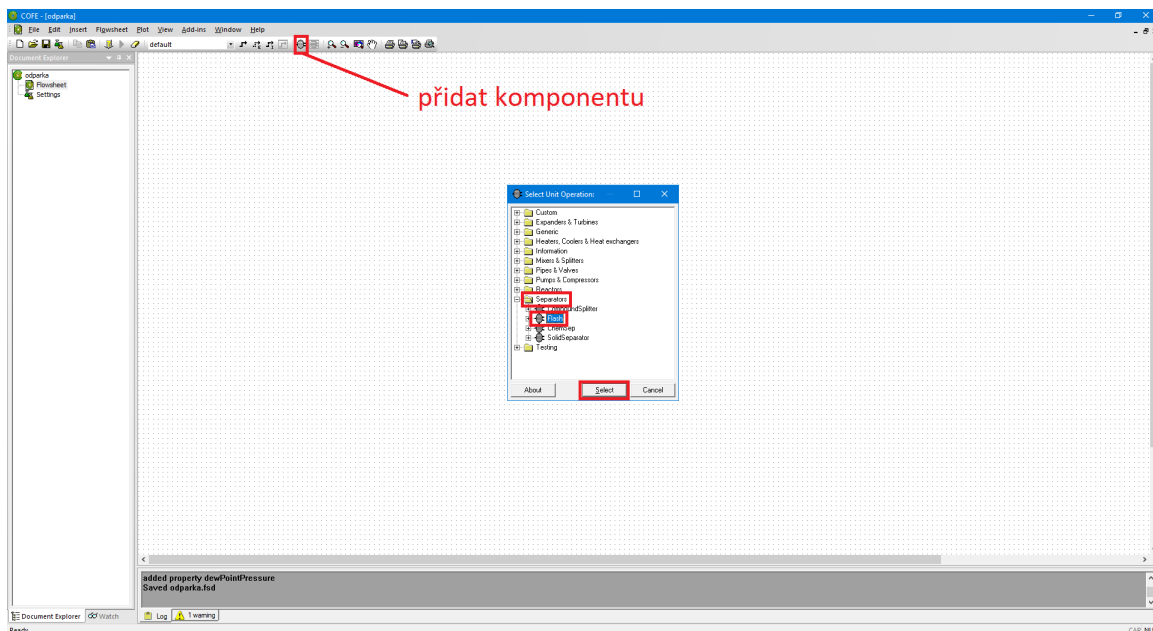 COFE - [odparka]
File Edit Insert Flowsheet Plot View Add-ins Window Help
default
Document Explorer
odparka
Flowsheet
Settings
přidat komponentu
Select Unit Operation:
Custom
Expanders & Turbines
Generic
Heaters, Coolers & Heat exchangers
Information
Mixers & Splitters
Pipes & Valves
Pumps & Compressors
Reactors
Separators
CompoundSplitter
Flash
ChemSep
SolidSeparator
Testing
About Select Cancel
added property dewPointPressure
Saved odparka.fsd
Document Explorer Watch Log 1 warning
Ready